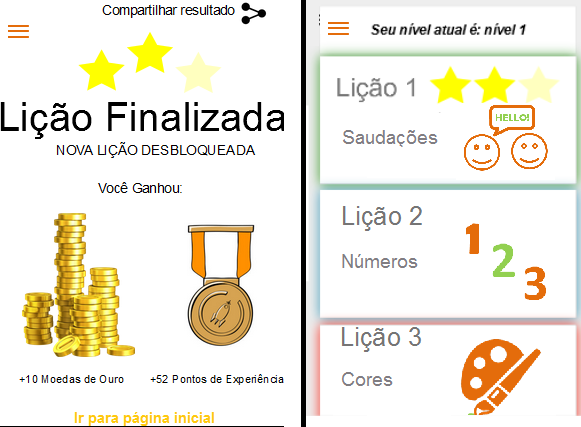 Compartilhar resultado
Lição Finalizada
NOVA LIÇÃO DESBLOQUEADA
Você Ganhou:
+10 Moedas de Ouro
+52 Pontos de Experiência
Ir para página inicial
Seu nível atual é: nível 1
Lição 1
Saudações
HELLO!
Lição 2
Números
1
2
3
Lição 3
Cores